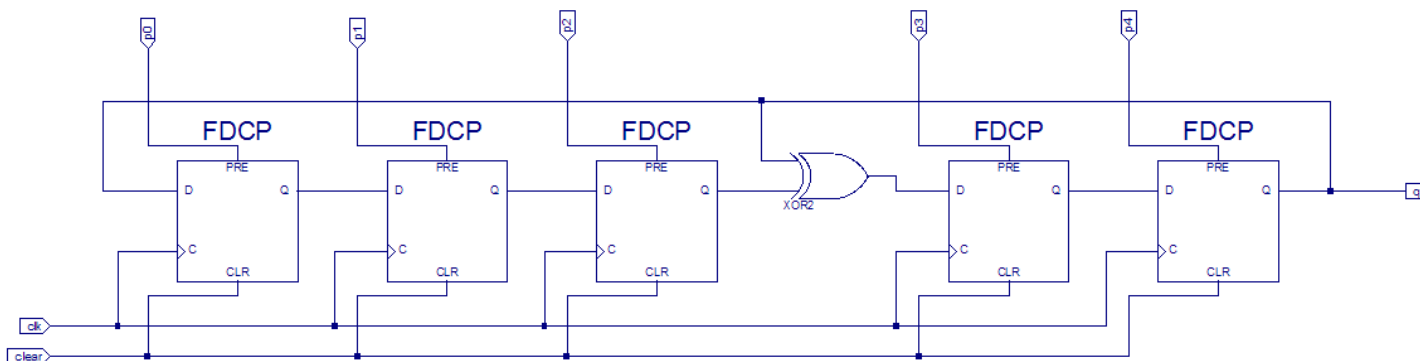 p0 p1 p2 p3 p4
FDCP FDCP FDCP FDCP FDCP
PRE PRE PRE PRE PRE
D Q D Q D Q D Q D Q q
XOR2
C C C C C
CLR CLR CLR CLR CLR
clk
clear